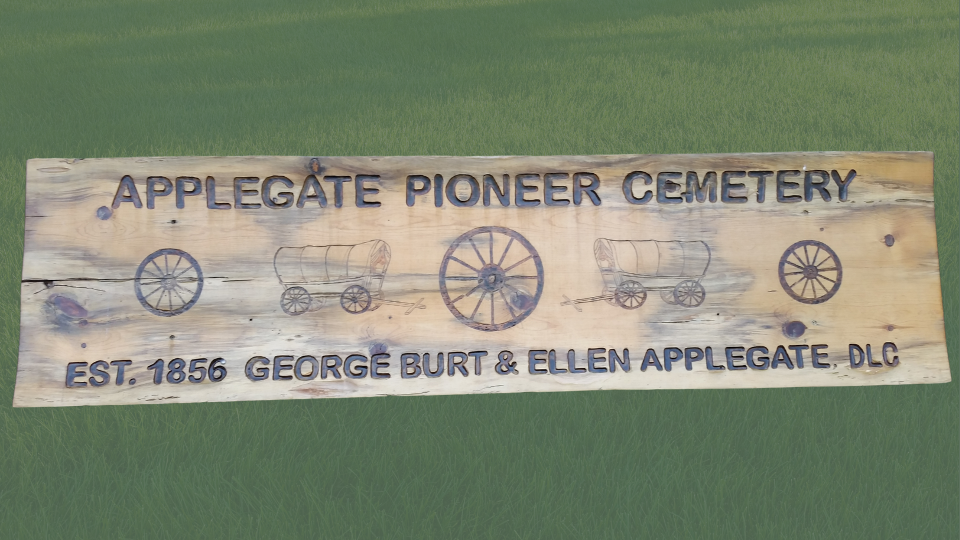 APPLEGATE PIONEER CEMETERY
EST. 1856 GEORGE BURT & ELLEN APPLEGATE, DLC